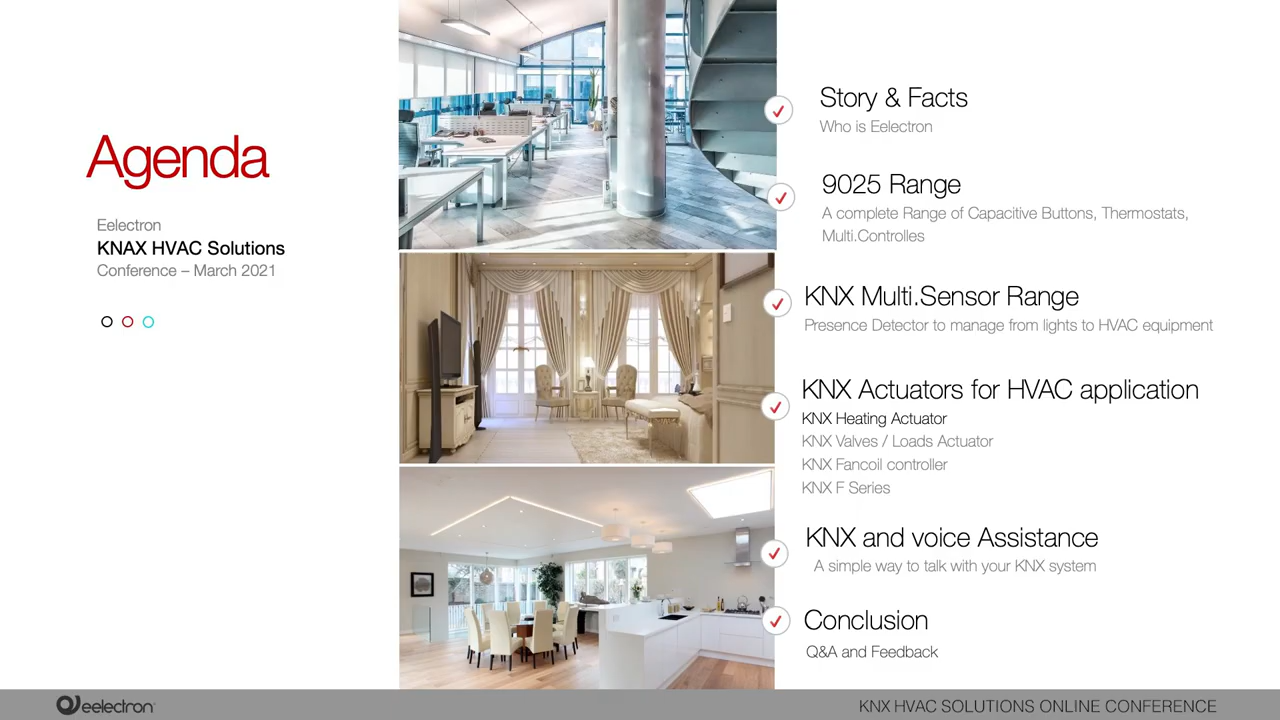 Agenda
Eelectron
KNAX HVAC Solutions
Conference – March 2021
Story & Facts
Who is Eelectron
9025 Range
A complete Range of Capacitive Buttons, Thermostats,
Multi.Controlles
KNX Multi.Sensor Range
Presence Detector to manage from lights to HVAC equipment
KNX Actuators for HVAC application
KNX Heating Actuator
KNX Valves / Loads Actuator
KNX Fancoil controller
KNX F Series
KNX and voice Assistance
A simple way to talk with your KNX system
Conclusion
Q&A and Feedback
eelectron
KNX HVAC SOLUTIONS ONLINE CONFERENCE